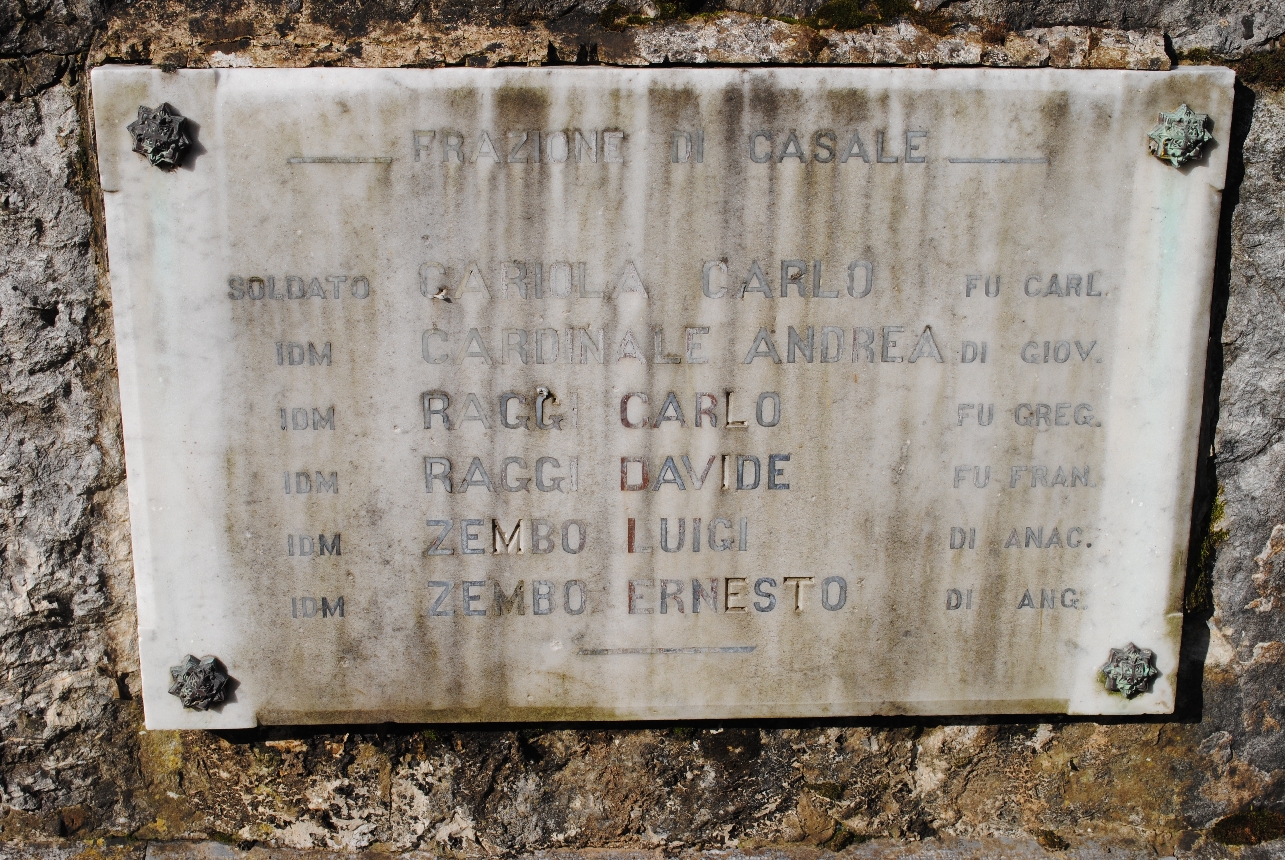 FRAZIONE DI CASALE
SOLDATO CARIOLA CARLO FU CARL.
IDM CARDINALE ANDREA DI GIOV.
IDM RAGGI CARLO FU GREG.
IDM RAGGI DAVIDE FU FRAN.
IDM ZEMBO LUIGI DI ANAC.
IDM ZEMBO ERNESTO DI ANG.